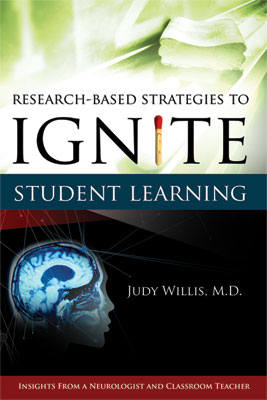 RESEARCH-BASED STRATEGIES TO
IGNITE
STUDENT LEARNING
JUDY WILLIS, M.D.
INSIGHTS FROM A NEUROLOGIST AND CLASSROOM TEACHER